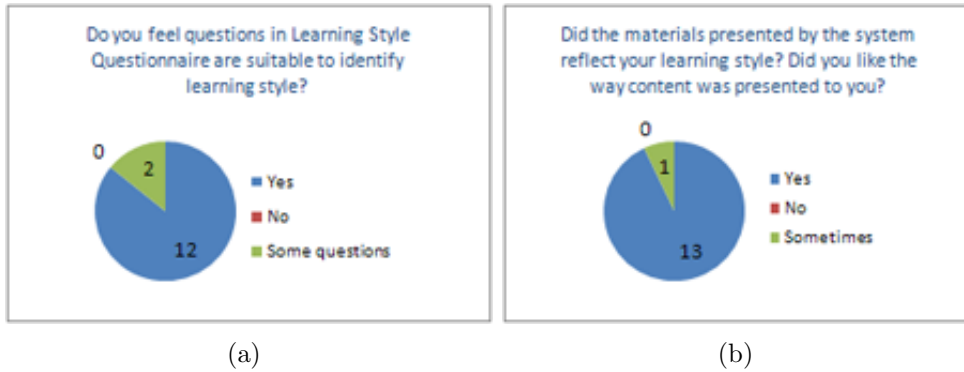 Do you feel questions in Learning Style
Questionnaire are suitable to identify
learning style?
0
2
12
Yes
No
Some questions
(a)
Did the materials presented by the system
reflect your learning style? Did you like the
way content was presented to you?
0
1
13
Yes
No
Sometimes
(b)